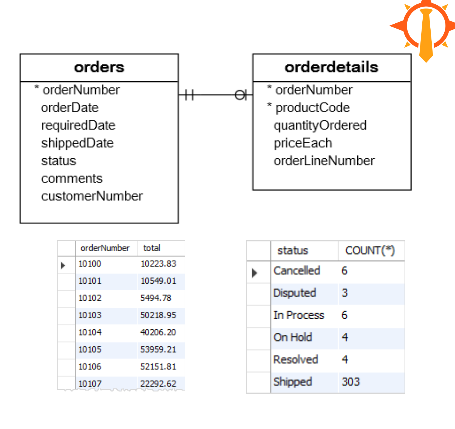 orders
* orderNumber
orderDate
requiredDate
shippedDate
status
comments
customerNumber
orderdetails
* orderNumber
* productCode
quantityOrdered
priceEach
orderLineNumber
orderNumber total
10100 10223.83
10101 10549.01
10102 5494.78
10103 50218.95
10104 40206.20
10105 53959.21
10106 52151.81
10107 22292.62
status COUNT(*)
Cancelled 6
Disputed 3
In Process 6
On Hold 4
Resolved 4
Shipped 303